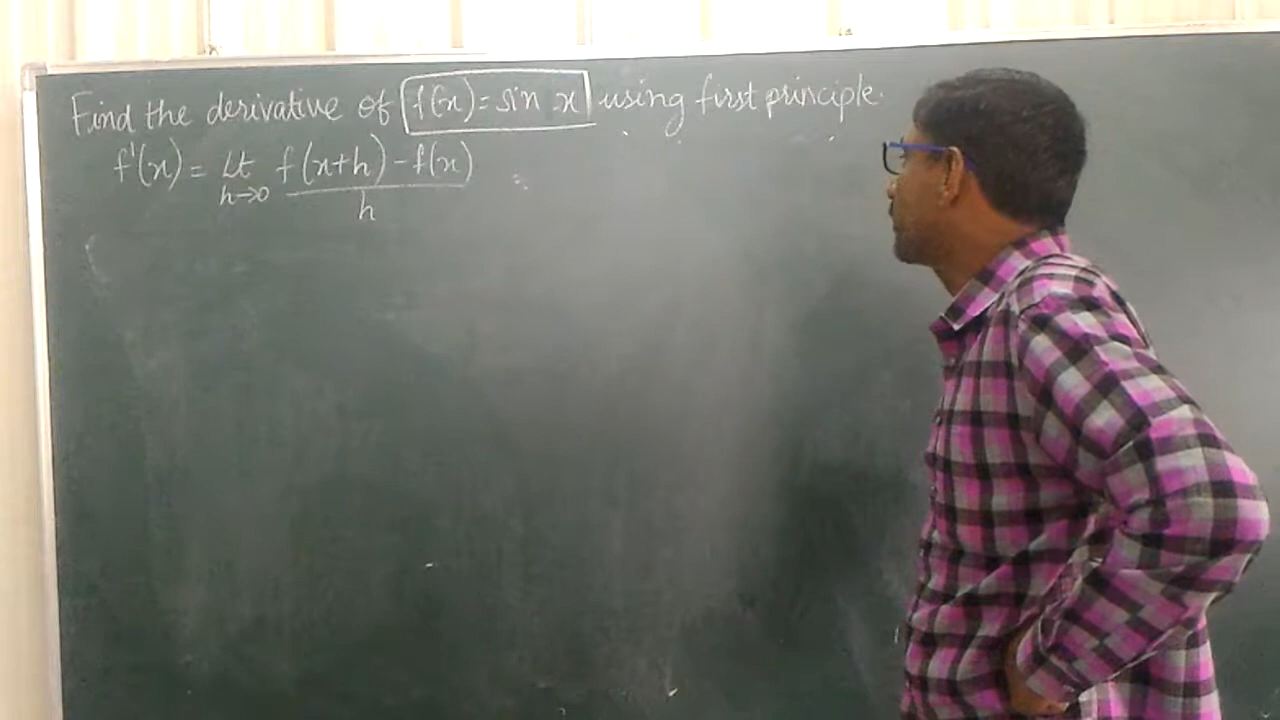 Find the derivative of f(x) = sin x using first principle.
f'(x) = Lt f(x+h) - f(x)
h→0 h